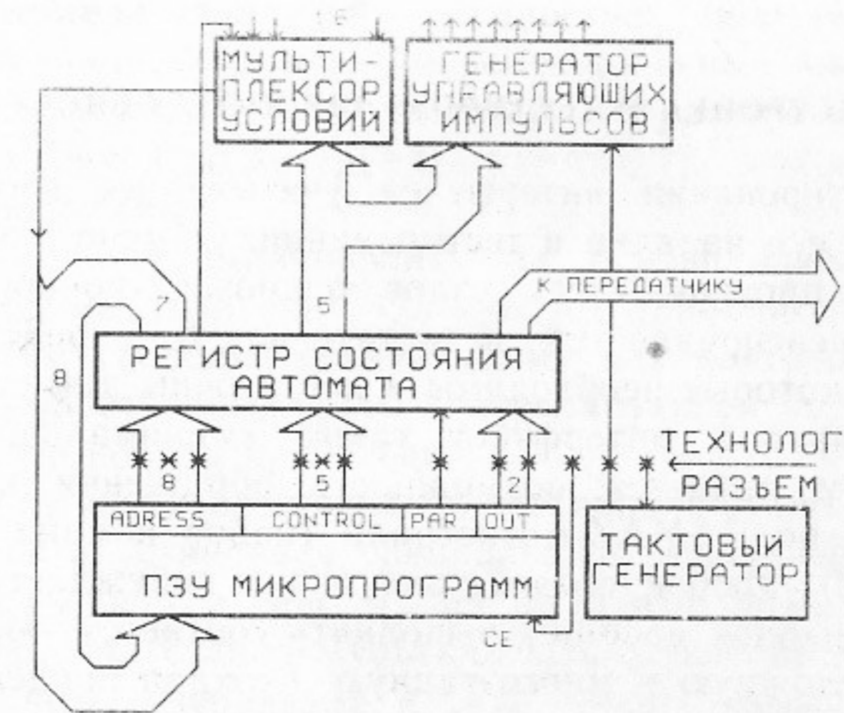 6
МУЛЬТИ-
ПЛЕКСОР
УСЛОВИЙ
ГЕНЕРАТОР
УПРАВЛЯЮЩИХ
ИМПУЛЬСОВ
7
5
К ПЕРЕДАТЧИКУ
8
РЕГИСТР СОСТОЯНИЯ
АВТОМАТА
ТЕХНОЛОГ
РАЗЪЕМ
8
5
2
ADRESS
CONTROL
PAR
OUT
ПЗУ МИКРОПРОГРАММ
ТАКТОВЫЙ
ГЕНЕРАТОР
CE